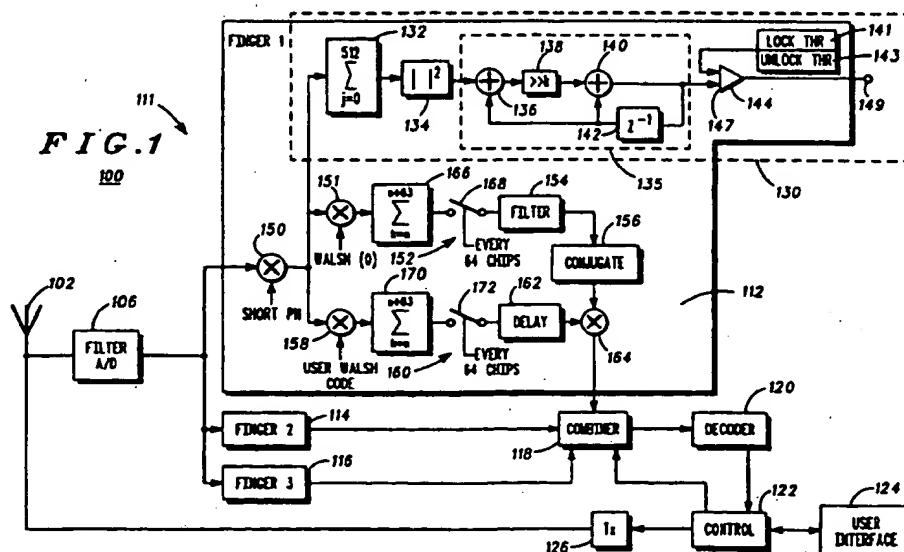 FINGER 1
132
512
Σ
j=0
| |²
134
136
138
>>k
140
142
Z⁻¹
135
LOCK THR
141
UNLOCK THR
143
147
144
149
130
111
FIG.1
100
150
SHORT PN
151
WALSH (0)
166
n+63
Σ
168
152
EVERY
64 CHIPS
154
FILTER
156
CONJUGATE
158
USER WALSH
CODE
170
n+63
Σ
172
160
EVERY
64 CHIPS
162
DELAY
164
112
102
106
FILTER
A/D
FINGER 2
114
FINGER 3
116
COMBINER
118
120
DECODER
122
CONTROL
124
USER
INTERFACE
Tx
126